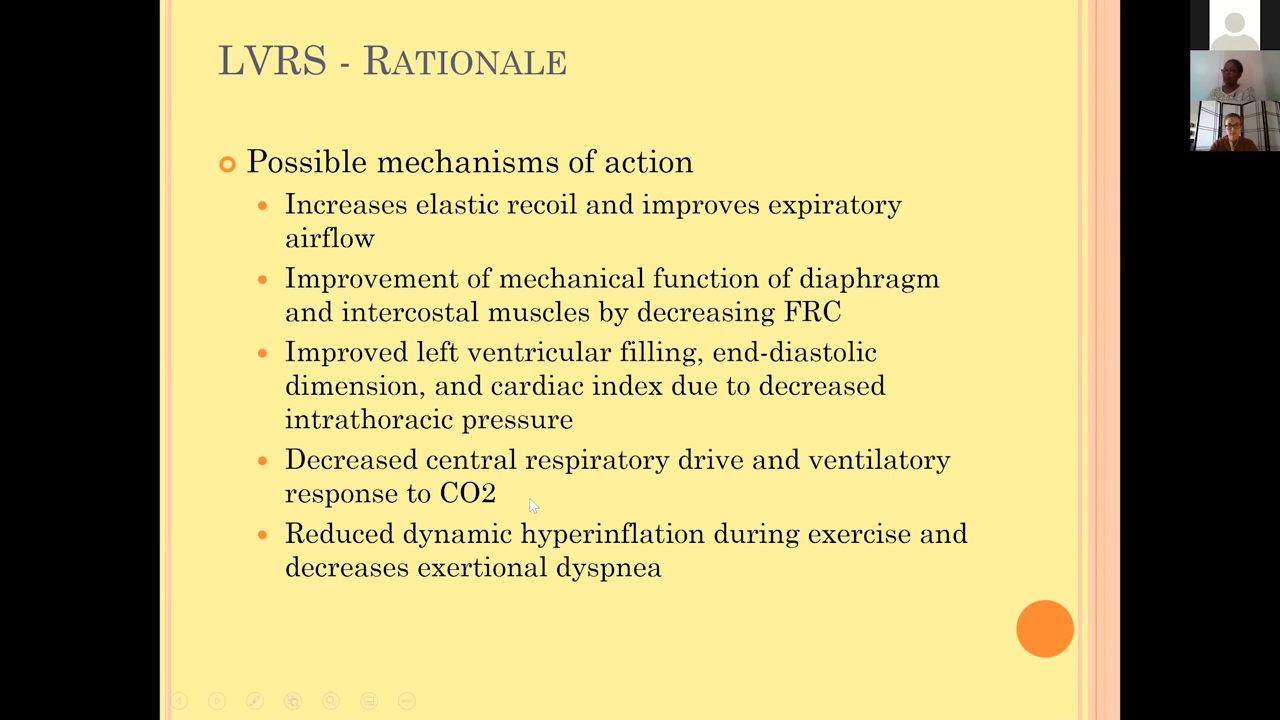 LVRS - RATIONALE
Possible mechanisms of action
Increases elastic recoil and improves expiratory
airflow
Improvement of mechanical function of diaphragm
and intercostal muscles by decreasing FRC
Improved left ventricular filling, end-diastolic
dimension, and cardiac index due to decreased
intrathoracic pressure
Decreased central respiratory drive and ventilatory
response to CO2
Reduced dynamic hyperinflation during exercise and
decreases exertional dyspnea